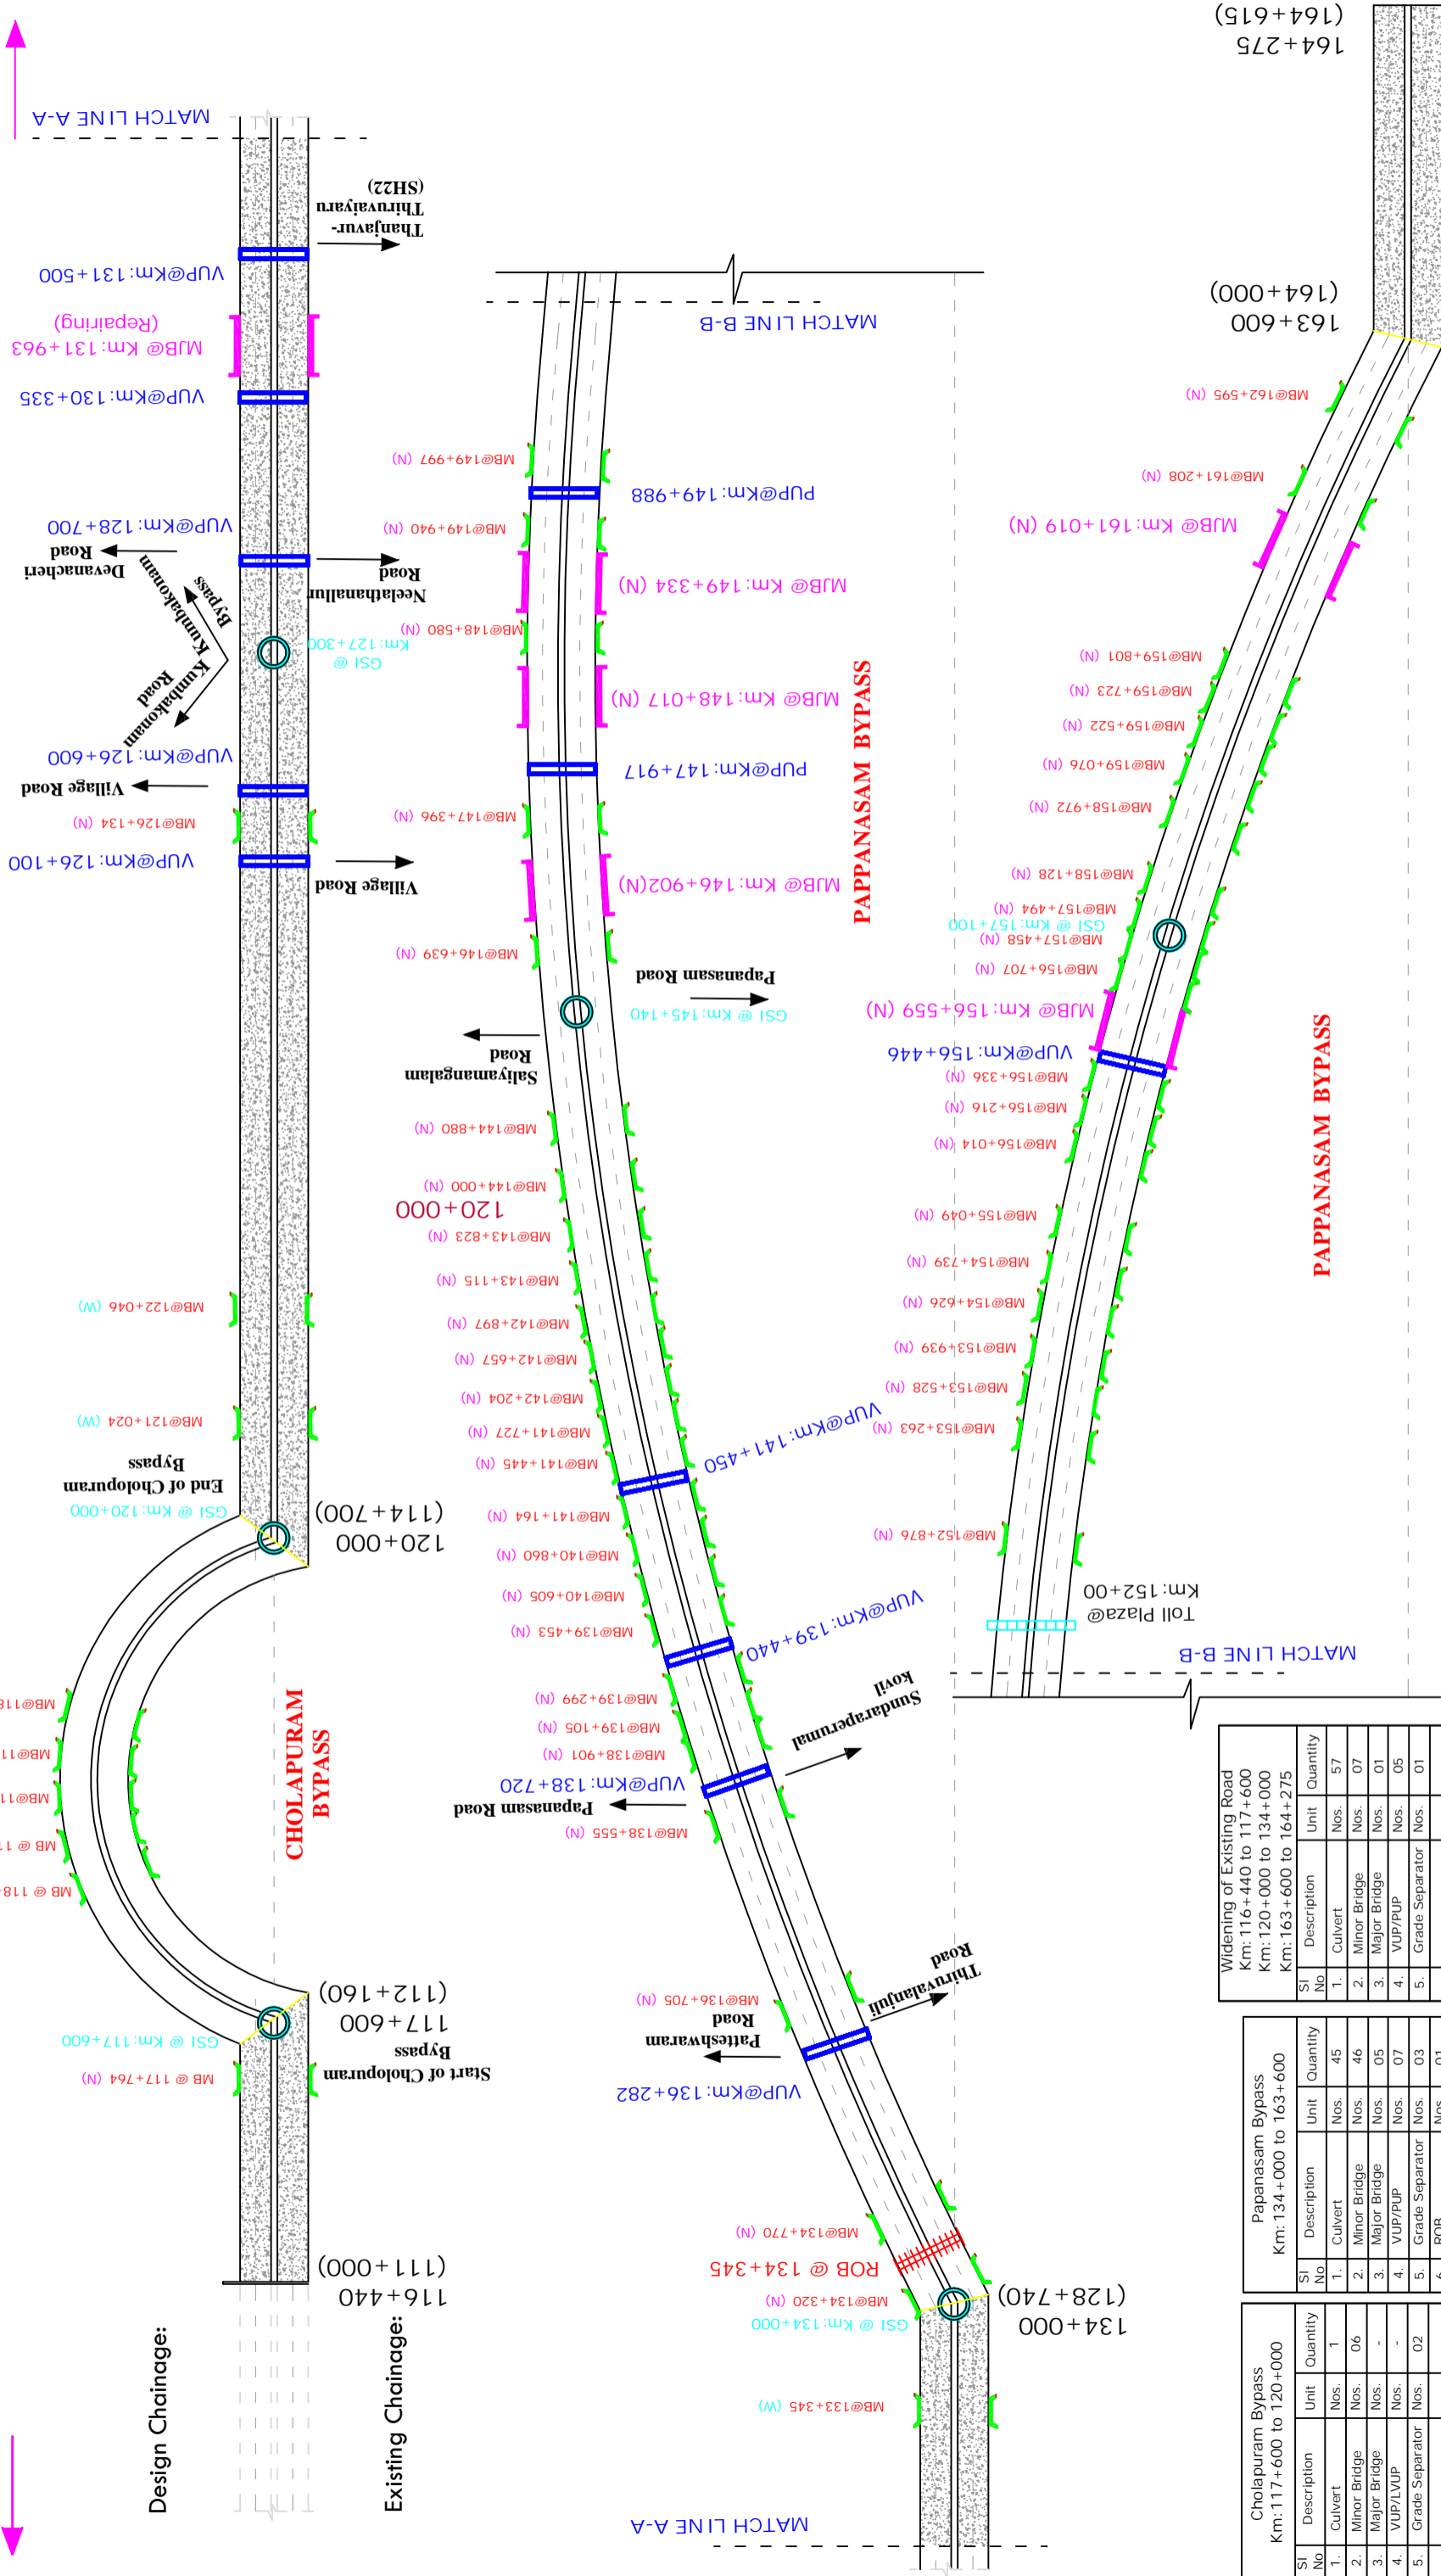 Design Chainage:
Existing Chainage:
116+440
(111+000)
MB @ 117+764 (N)
Start of Cholopuram
Bypass
117+600
(112+160)
GSI @ Km:117+600
CHOLAPURAM
BYPASS
GSI @ Km:120+000
120+000
(114+700)
End of Cholopuram
Bypass
MB@121+024 (W)
MB@122+046 (W)
VUP@Km:126+100
Village Road
MB@126+134 (N)
Village Road
VUP@Km:126+600
Kumbakonam
Road
Kumbakonam
Bypass
GSI @
Km:127+300
Neelathanallur
Road
Devanacheri
Road
VUP@Km:128+700
VUP@Km:130+335
MJB@ Km:131+963
(Repairing)
VUP@Km:131+500
Thanjavur-
Thiruvaiyaru
(SH22)
MATCH LINE A-A
MATCH LINE A-A
MB@133+345 (W)
134+000
(128+740)
GSI @ Km:134+000
MB@134+320 (N)
ROB @ 134+345
MB@134+770 (N)
VUP@Km:136+282
Patteshwaram
Road
Thiruvalanjuli
Road
MB@136+705 (N)
MB@138+555 (N)
Papanasam Road
VUP@Km:138+720
Sundaraperumal
kovil
MB@138+901 (N)
MB@139+105 (N)
MB@139+299 (N)
VUP@Km:139+440
MB@139+453 (N)
MB@140+605 (N)
MB@140+860 (N)
MB@141+164 (N)
VUP@Km:141+450
MB@141+445 (N)
MB@141+727 (N)
MB@142+204 (N)
MB@142+657 (N)
MB@142+897 (N)
MB@143+115 (N)
MB@143+823 (N)
120+000
MB@144+000 (N)
MB@144+880 (N)
Saliyamangalam
Road
GSI @ Km:145+140
Papanasam Road
MB@146+639 (N)
MJB@ Km:146+902(N)
MB@147+396 (N)
PUP@Km:147+917
MJB@ Km:148+017 (N)
MB@148+580 (N)
MJB@ Km:149+334 (N)
MB@149+940 (N)
PUP@Km:149+988
MB@149+997 (N)
PAPPANASAM BYPASS
MATCH LINE B-B
MATCH LINE B-B
Toll Plaza@
Km:152+00
MB@152+876 (N)
MB@153+263 (N)
MB@153+528 (N)
MB@153+939 (N)
MB@154+626 (N)
MB@154+739 (N)
MB@155+049 (N)
MB@156+014 (N)
MB@156+216 (N)
MB@156+336 (N)
VUP@Km:156+446
MJB@ Km:156+559 (N)
MB@156+707 (N)
MB@157+458 (N)
GSI @ Km:157+100
MB@157+494 (N)
MB@158+128 (N)
MB@158+972 (N)
MB@159+076 (N)
MB@159+522 (N)
MB@159+723 (N)
MB@159+801 (N)
MJB@ Km:161+019 (N)
MB@161+208 (N)
MB@162+595 (N)
PAPPANASAM BYPASS
163+600
(164+000)
164+275
(164+615)
Cholapuram Bypass
Km: 117+600 to 120+000
SI No Description Unit Quantity
1. Culvert Nos. 1
2. Minor Bridge Nos. 06
3. Major Bridge Nos. -
4. VUP/LVUP Nos. -
5. Grade Separator Nos. 02
Papanasam Bypass
Km: 134+000 to 163+600
SI No Description Unit Quantity
1. Culvert Nos. 45
2. Minor Bridge Nos. 46
3. Major Bridge Nos. 05
4. VUP/PUP Nos. 07
5. Grade Separator Nos. 03
6. ROB Nos. 01
Widening of Existing Road
Km: 116+440 to 117+600
Km: 120+000 to 134+000
Km:163+600 to 164+275
SI No Description Unit Quantity
1. Culvert Nos. 57
2. Minor Bridge Nos. 07
3. Major Bridge Nos. 01
4. VUP/PUP Nos. 05
5. Grade Separator Nos. 01